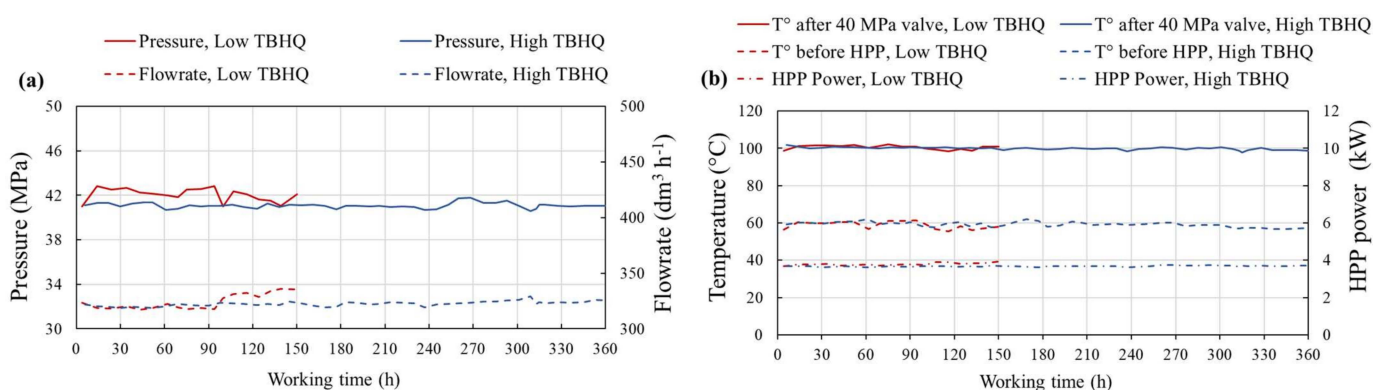 (a)
Pressure, Low TBHQ
Pressure, High TBHQ
Flowrate, Low TBHQ
Flowrate, High TBHQ
50
47
44
41
38
35
32
500
450
400
350
300
Pressure (MPa)
Flowrate (dm³ h⁻¹)
0 30 60 90 120 150 180 210 240 270 300 330 360
Working time (h)
(b)
T° after 40 MPa valve, Low TBHQ
T° after 40 MPa valve, High TBHQ
T° before HPP, Low TBHQ
T° before HPP, High TBHQ
HPP Power, Low TBHQ
HPP Power, High TBHQ
120
100
80
60
40
20
0
12
10
8
6
4
2
0
Temperature (°C)
HPP power (kW)
0 30 60 90 120 150 180 210 240 270 300 330 360
Working time (h)